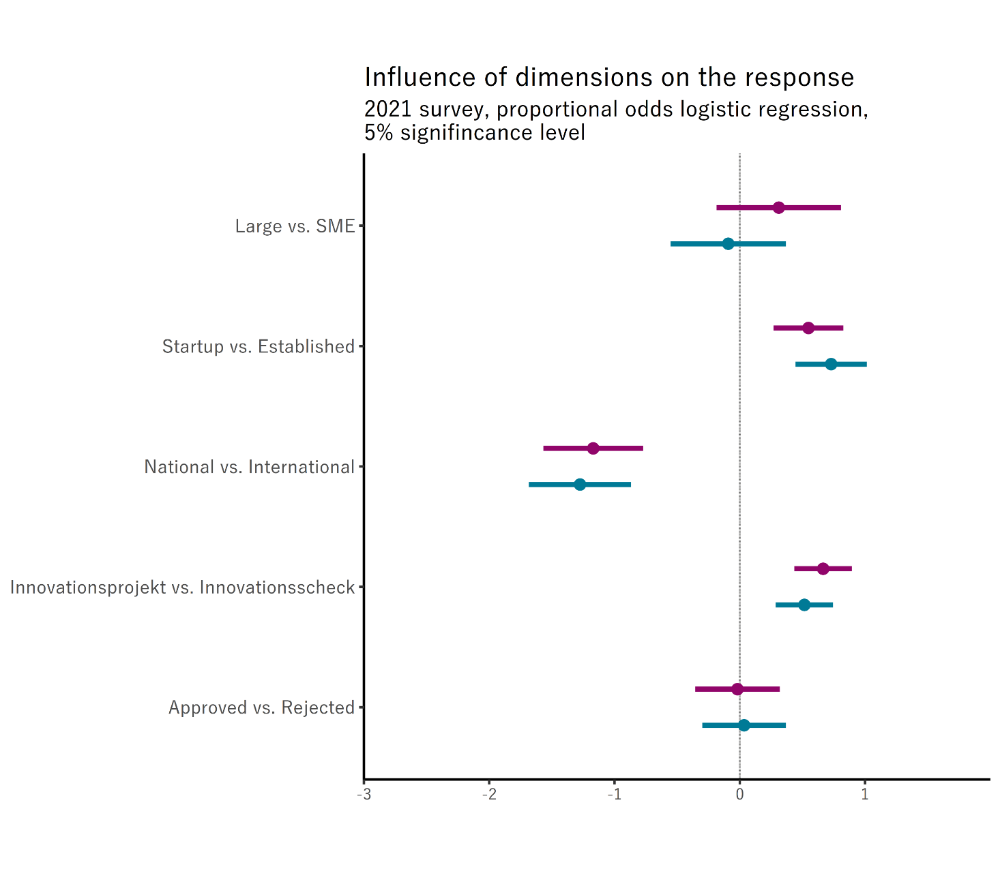 Influence of dimensions on the response
2021 survey, proportional odds logistic regression,
5% signifincance level
Large vs. SME
Startup vs. Established
National vs. International
Innovationsprojekt vs. Innovationsscheck
Approved vs. Rejected
-3
-2
-1
0
1